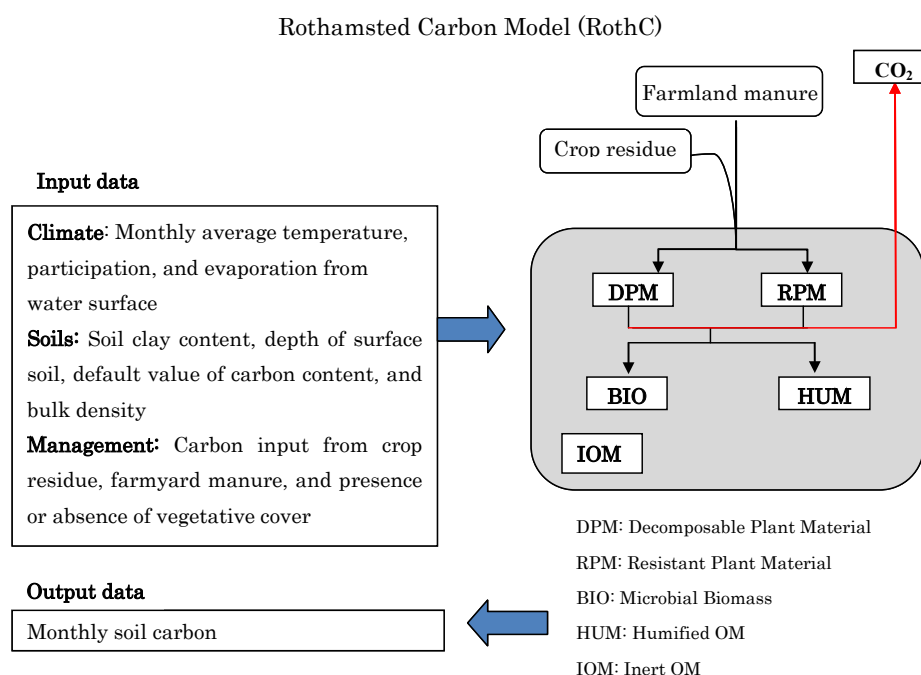 Rothamsted Carbon Model (RothC)
CO₂
Farmland manure
Crop residue
Input data
Climate: Monthly average temperature,
participation, and evaporation from
water surface
Soils: Soil clay content, depth of surface
soil, default value of carbon content, and
bulk density
Management: Carbon input from crop
residue, farmyard manure, and presence
or absence of vegetative cover
DPM
RPM
BIO
HUM
IOM
DPM: Decomposable Plant Material
RPM: Resistant Plant Material
BIO: Microbial Biomass
HUM: Humified OM
IOM: Inert OM
Output data
Monthly soil carbon